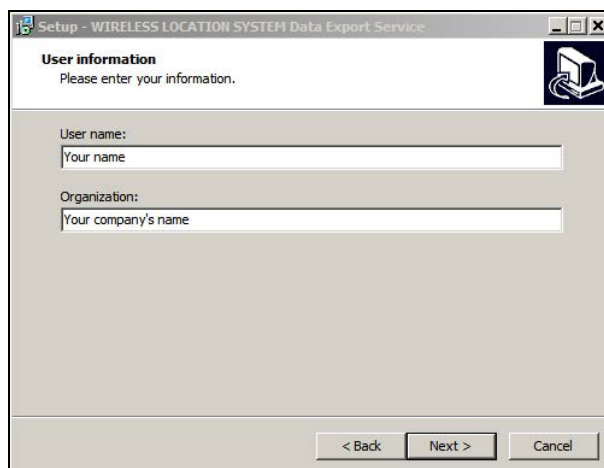 Setup - WIRELESS LOCATION SYSTEM Data Export Service
User information
Please enter your information.
User name:
Your name
Organization:
Your company's name
< Back Next > Cancel